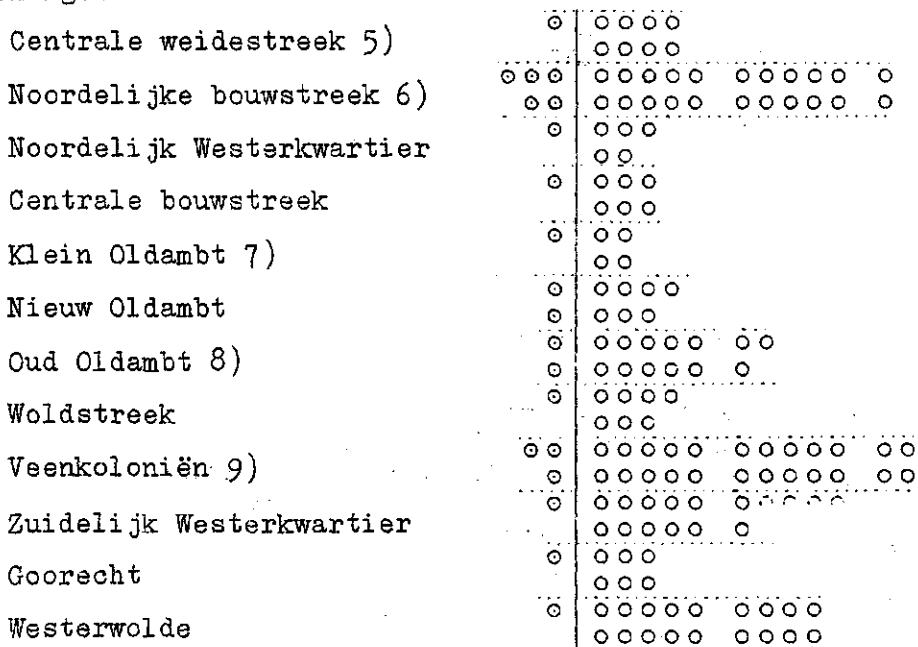 Centrale weidestreek 5)
Noordelijke bouwstreek 6)
Noordelijk Westerkwartier
Centrale bouwstreek
Klein Oldambt 7)
Nieuw Oldambt
Oud Oldambt 8)
Woldstreek
Veenkoloniën 9)
Zuidelijk Westerkwartier
Goorecht
Westerwolde